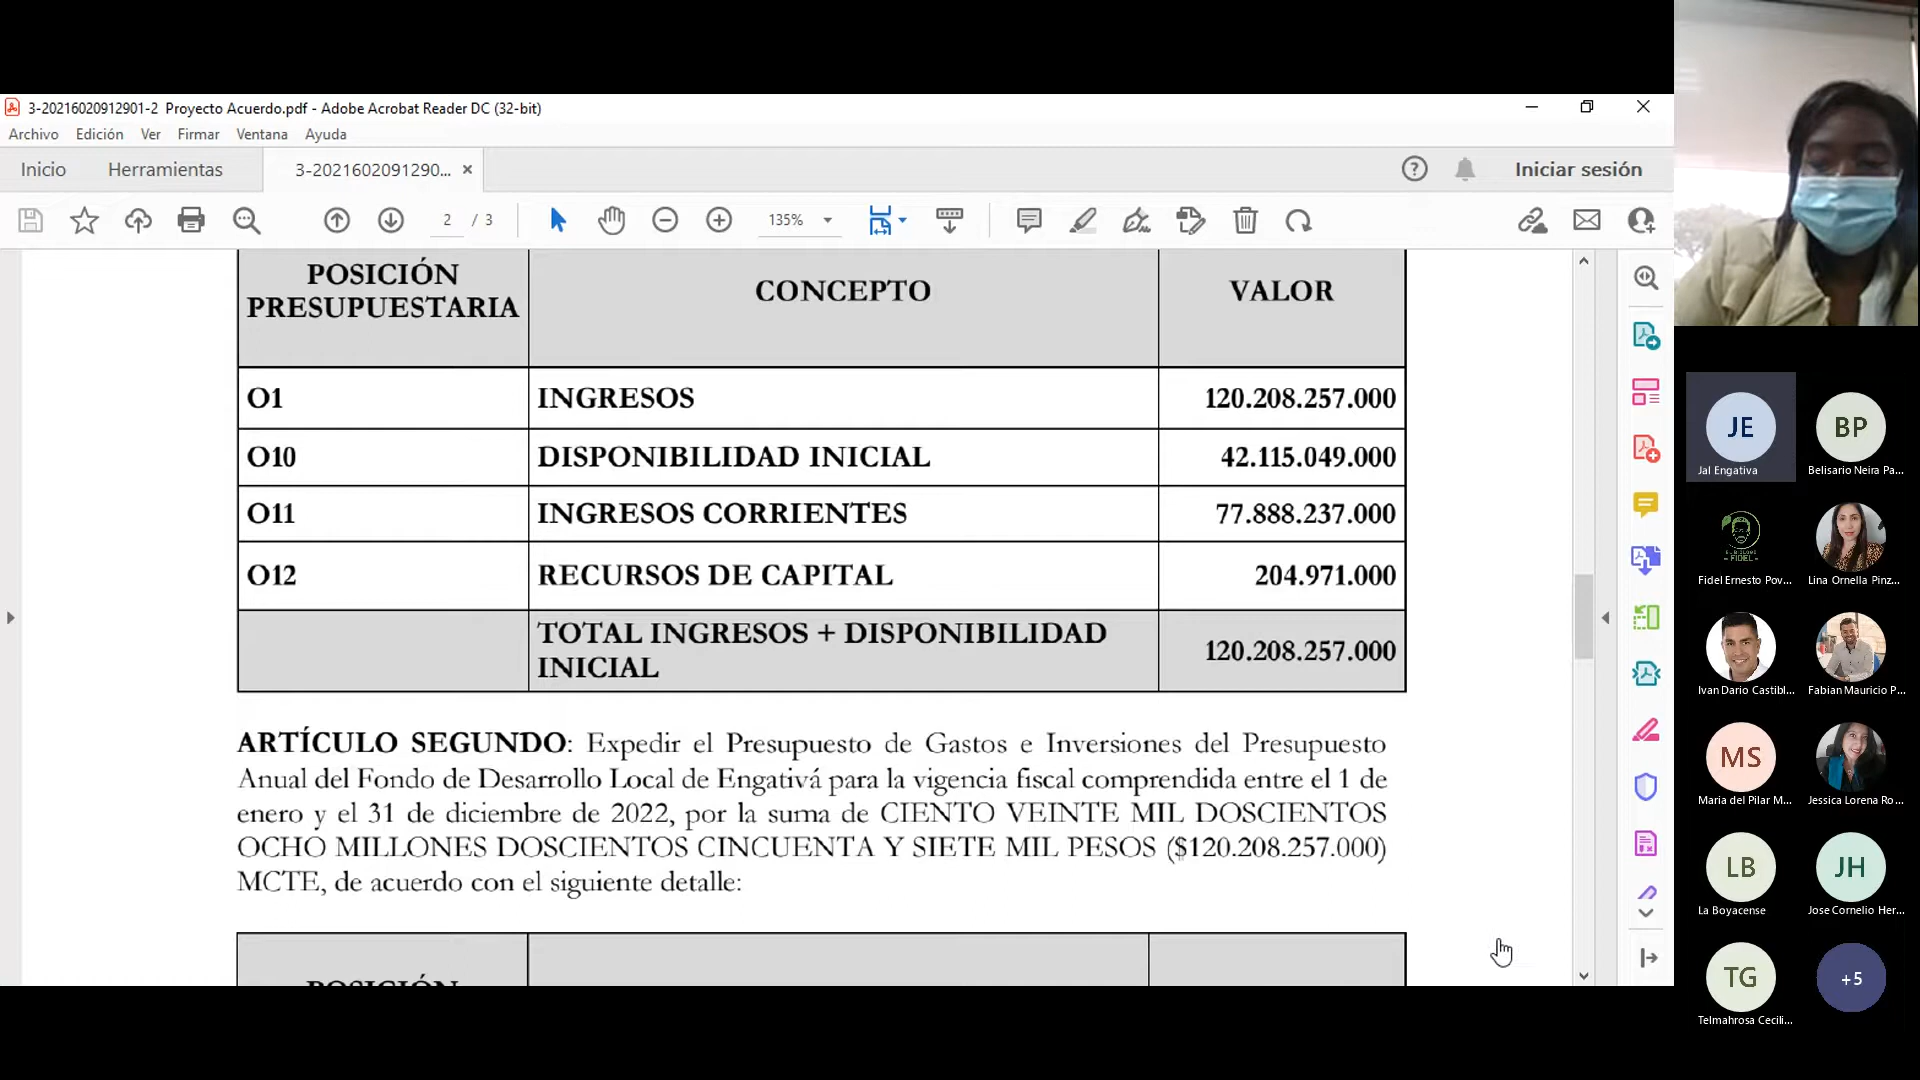 3-20216020912901-2 Proyecto Acuerdo.pdf - Adobe Acrobat Reader DC (32-bit)
Archivo Edición Ver Firmar Ventana Ayuda
Inicio Herramientas 3-2021602091290... Iniciar sesión
2 / 3 135%
POSICIÓN
PRESUPUESTARIA CONCEPTO VALOR
O1 INGRESOS 120.208.257.000
O10 DISPONIBILIDAD INICIAL 42.115.049.000
O11 INGRESOS CORRIENTES 77.888.237.000
O12 RECURSOS DE CAPITAL 204.971.000
TOTAL INGRESOS + DISPONIBILIDAD
INICIAL 120.208.257.000
ARTÍCULO SEGUNDO: Expedir el Presupuesto de Gastos e Inversiones del Presupuesto
Anual del Fondo de Desarrollo Local de Engativá para la vigencia fiscal comprendida entre el 1 de
enero y el 31 de diciembre de 2022, por la suma de CIENTO VEINTE MIL DOSCIENTOS
OCHO MILLONES DOSCIENTOS CINCUENTA Y SIETE MIL PESOS ($120.208.257.000)
MCTE, de acuerdo con el siguiente detalle:
POSICIÓN
JE BP
Jal Engativa Belisario Neira Pa...
FIDEL
Fidel Ernesto Pov... Lina Ornella Pinz...
Ivan Dario Castibl... Fabian Mauricio P...
MS
Maria del Pilar M... Jessica Lorena Ro...
LB JH
La Boyacense Jose Cornelio Her...
TG +5
Telmahrosa Cecili...